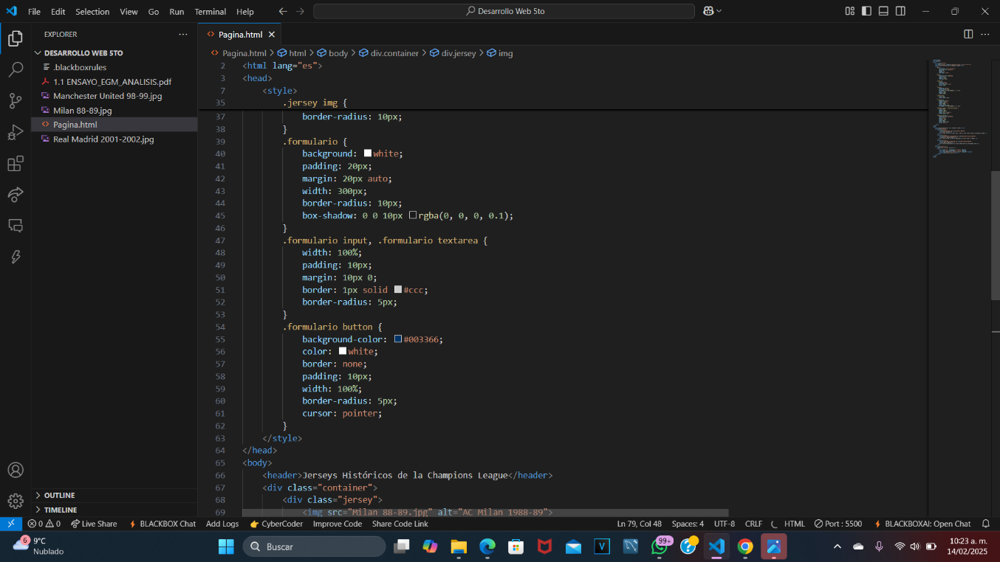 File Edit Selection View Go Run Terminal Help
Desarrollo Web 5to
EXPLORER
Pagina.html
DESARROLLO WEB 5TO
.blackboxrules
1.1 ENSAYO_EGM_ANALISIS.pdf
Manchester United 98-99.jpg
Milan 88-89.jpg
Pagina.html
Real Madrid 2001-2002.jpg
OUTLINE
TIMELINE
Pagina.html > html > body > div.container > div.jersey > img
2 <html lang="es">
3 <head>
7 <style>
35 .jersey img {
37 border-radius: 10px;
38 }
39 .formulario {
40 background: white;
41 padding: 20px;
42 margin: 20px auto;
43 width: 300px;
44 border-radius: 10px;
45 box-shadow: 0 0 10px rgba(0, 0, 0, 0.1);
46 }
47 .formulario input, .formulario textarea {
48 width: 100%;
49 padding: 10px;
50 margin: 10px 0;
51 border: 1px solid #ccc;
52 border-radius: 5px;
53 }
54 .formulario button {
55 background-color: #003366;
56 color: white;
57 border: none;
58 padding: 10px;
59 width: 100%;
60 border-radius: 5px;
61 cursor: pointer;
62 }
63 </style>
64 </head>
65 <body>
66 <header>Jerseys Históricos de la Champions League</header>
67 <div class="container">
68 <div class="jersey">
69 <img src="Milan 88-89.jpg" alt="AC Milan 1988-89">
0 0 Live Share BLACKBOX Chat Add Logs CyberCoder Improve Code Share Code Link Ln 79, Col 48 Spaces: 4 UTF-8 CRLF HTML Port : 5500 BLACKBOXAI: Open Chat
6
9°C
Nublado
Buscar
V
99+
10:23 a. m.
14/02/2025